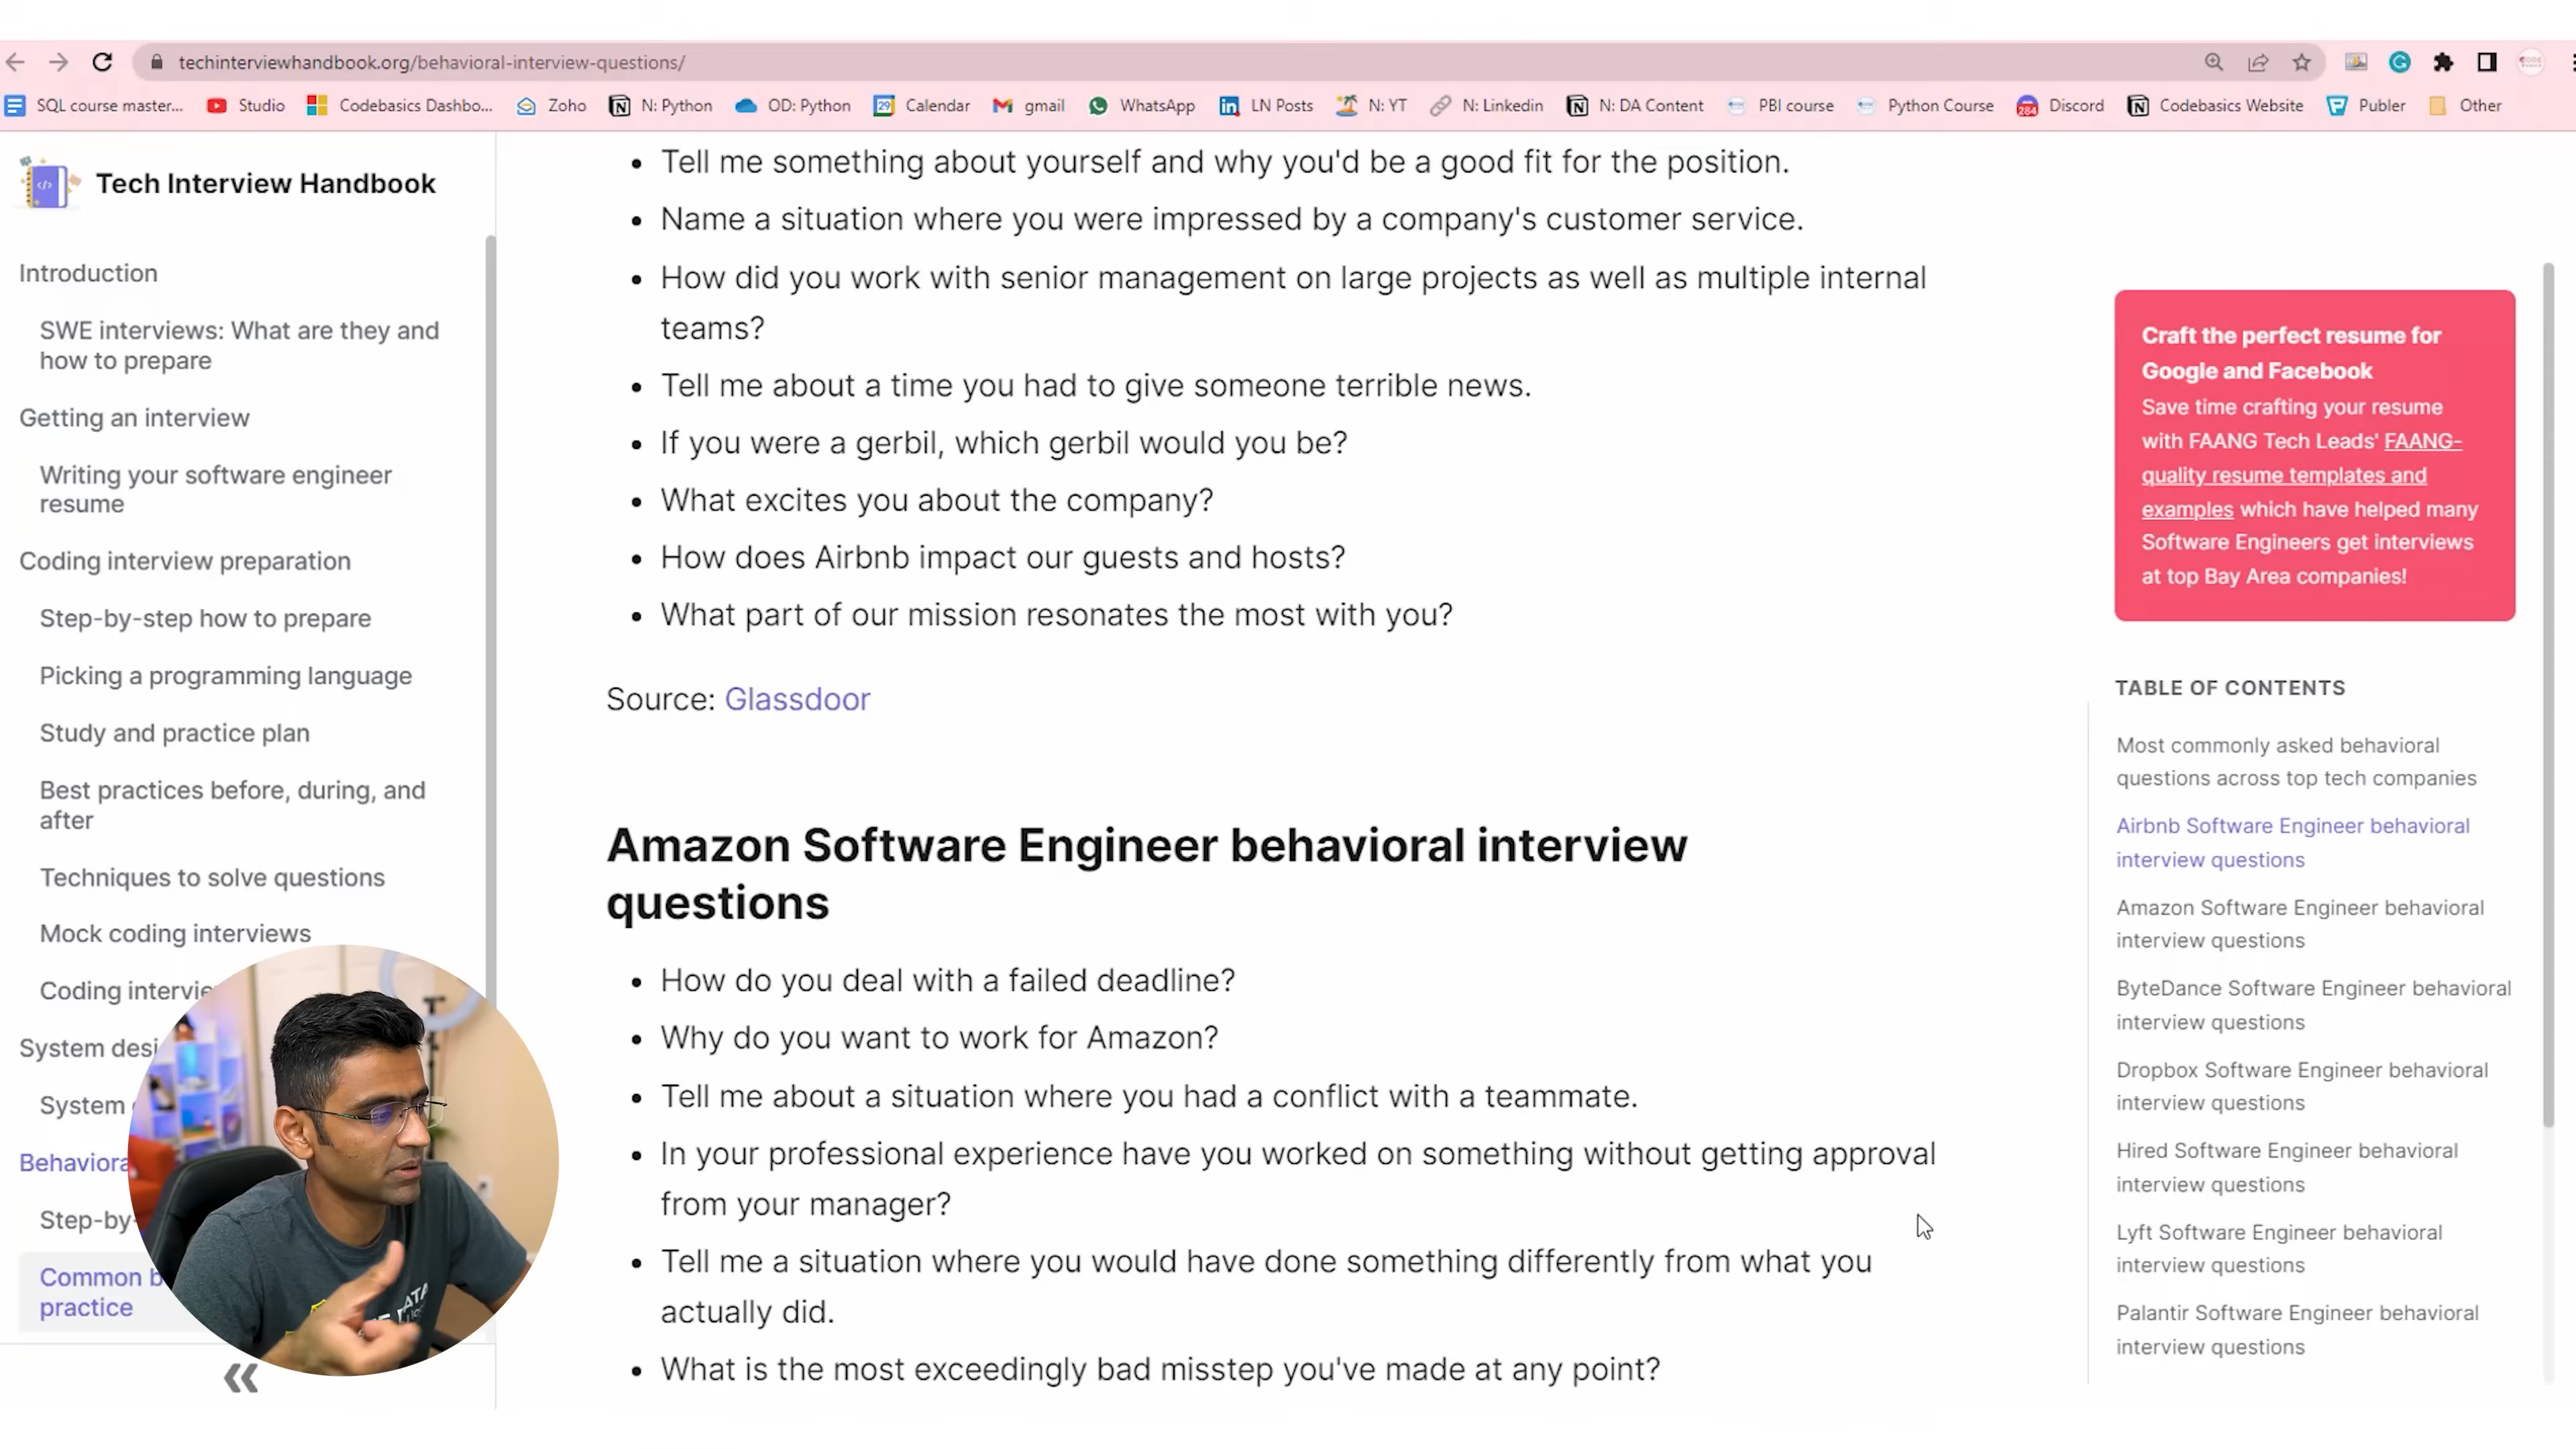 techinterviewhandbook.org/behavioral-interview-questions/
SQL course master...
Studio
Codebasics Dashbo...
Zoho
N: Python
OD: Python
29
Calendar
gmail
WhatsApp
LN Posts
N: YT
N: Linkedin
N: DA Content
PBI course
Python Course
284
Discord
Codebasics Website
Publer
Other
Tech Interview Handbook
Introduction
SWE interviews: What are they and
how to prepare
Getting an interview
Writing your software engineer
resume
Coding interview preparation
Step-by-step how to prepare
Picking a programming language
Study and practice plan
Best practices before, during, and
after
Techniques to solve questions
Mock coding interviews
Coding intervie
System desi
System
Behaviora
Step-by-
Common b
practice
Tell me something about yourself and why you'd be a good fit for the position.
Name a situation where you were impressed by a company's customer service.
How did you work with senior management on large projects as well as multiple internal
teams?
Tell me about a time you had to give someone terrible news.
If you were a gerbil, which gerbil would you be?
What excites you about the company?
How does Airbnb impact our guests and hosts?
What part of our mission resonates the most with you?
Source: Glassdoor
Amazon Software Engineer behavioral interview
questions
How do you deal with a failed deadline?
Why do you want to work for Amazon?
Tell me about a situation where you had a conflict with a teammate.
In your professional experience have you worked on something without getting approval
from your manager?
Tell me a situation where you would have done something differently from what you
actually did.
What is the most exceedingly bad misstep you've made at any point?
Craft the perfect resume for
Google and Facebook
Save time crafting your resume
with FAANG Tech Leads' FAANG-
quality resume templates and
examples which have helped many
Software Engineers get interviews
at top Bay Area companies!
TABLE OF CONTENTS
Most commonly asked behavioral
questions across top tech companies
Airbnb Software Engineer behavioral
interview questions
Amazon Software Engineer behavioral
interview questions
ByteDance Software Engineer behavioral
interview questions
Dropbox Software Engineer behavioral
interview questions
Hired Software Engineer behavioral
interview questions
Lyft Software Engineer behavioral
interview questions
Palantir Software Engineer behavioral
interview questions